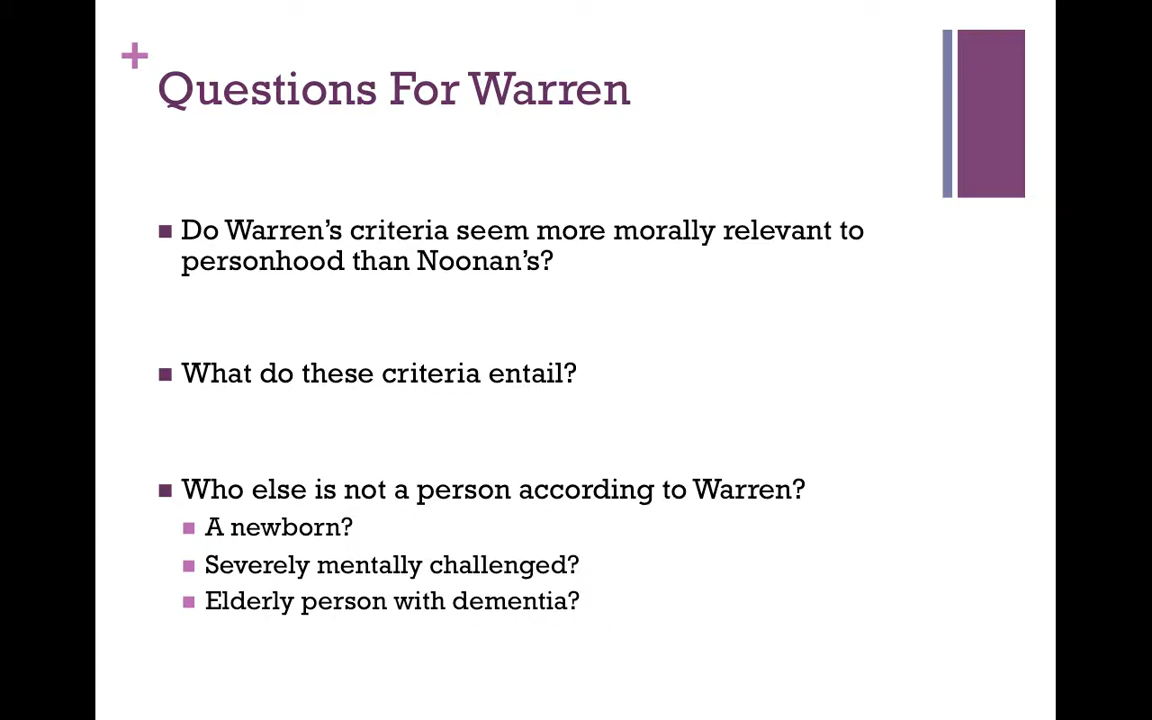 +
Questions For Warren
■ Do Warren’s criteria seem more morally relevant to
personhood than Noonan’s?
■ What do these criteria entail?
■ Who else is not a person according to Warren?
■ A newborn?
■ Severely mentally challenged?
■ Elderly person with dementia?